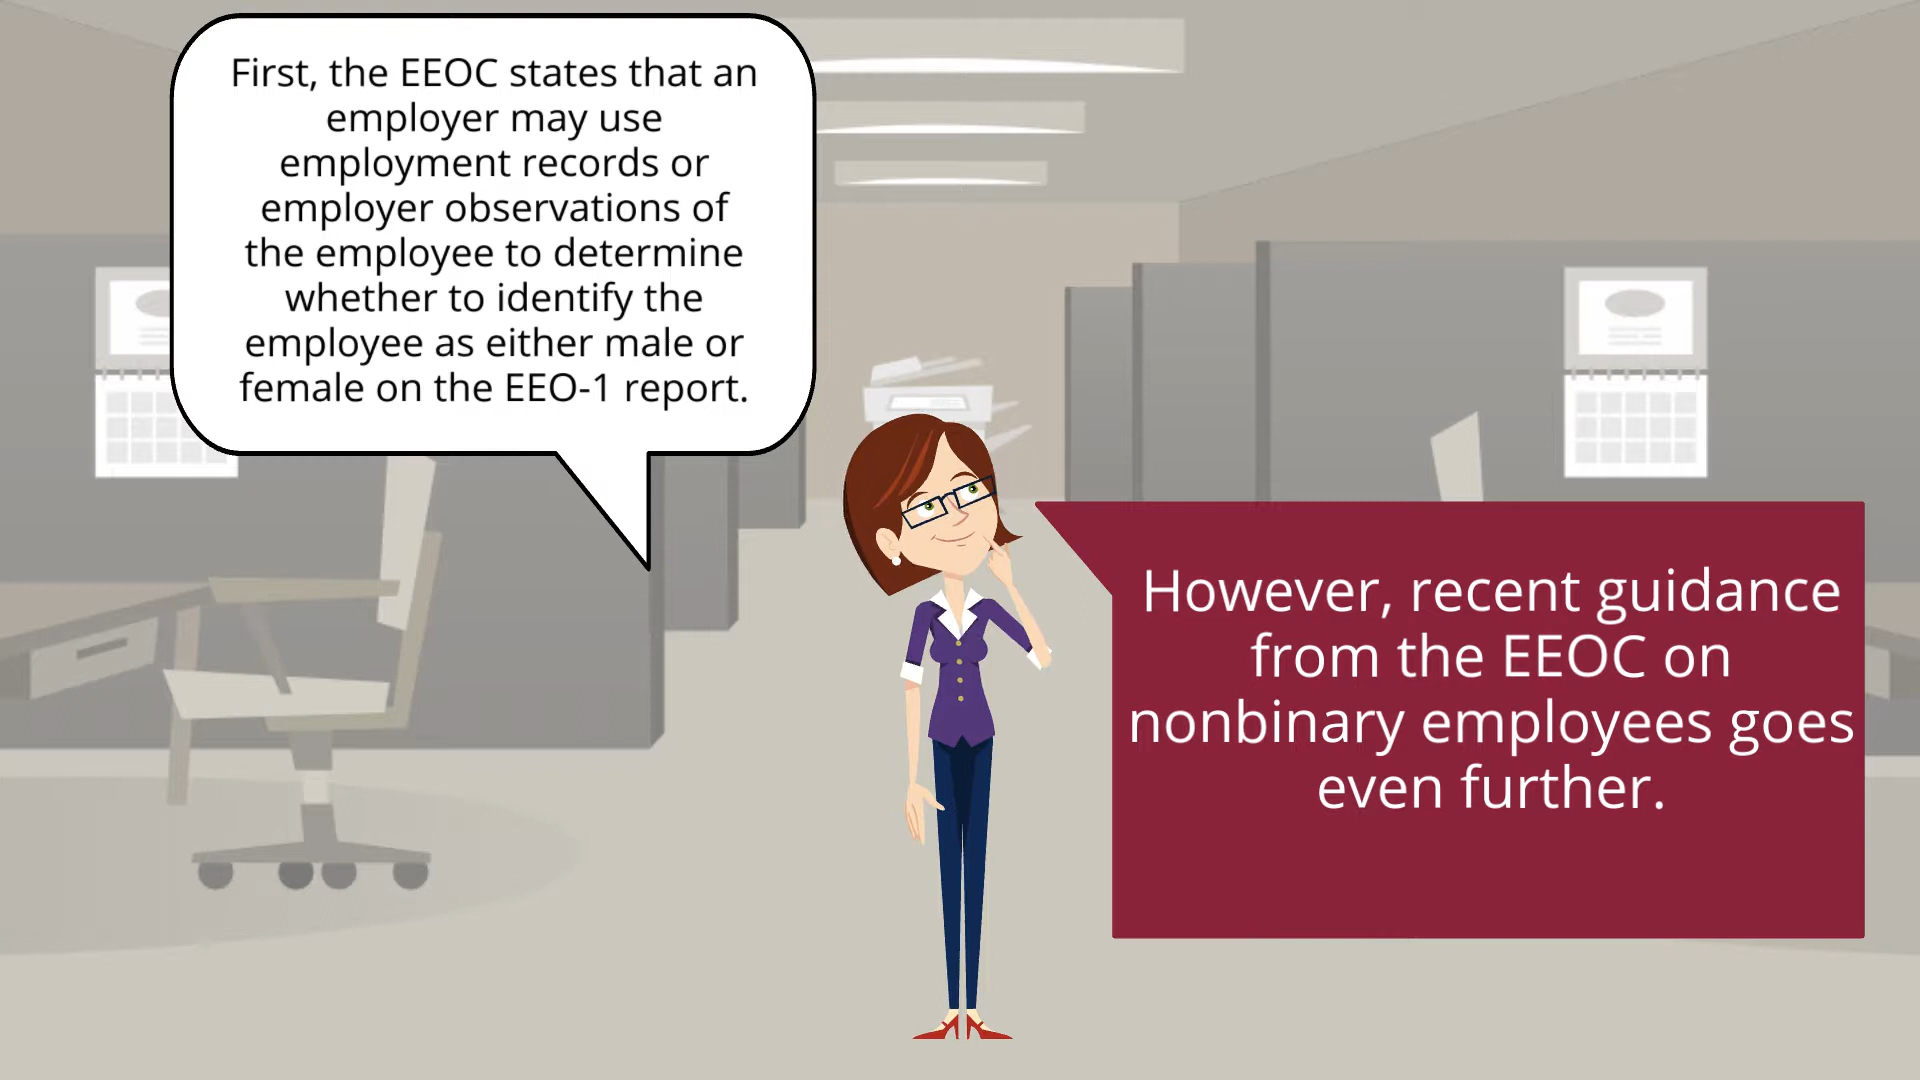 First, the EEOC states that an
employer may use
employment records or
employer observations of
the employee to determine
whether to identify the
employee as either male or
female on the EEO-1 report.
However, recent guidance
from the EEOC on
nonbinary employees goes
even further.